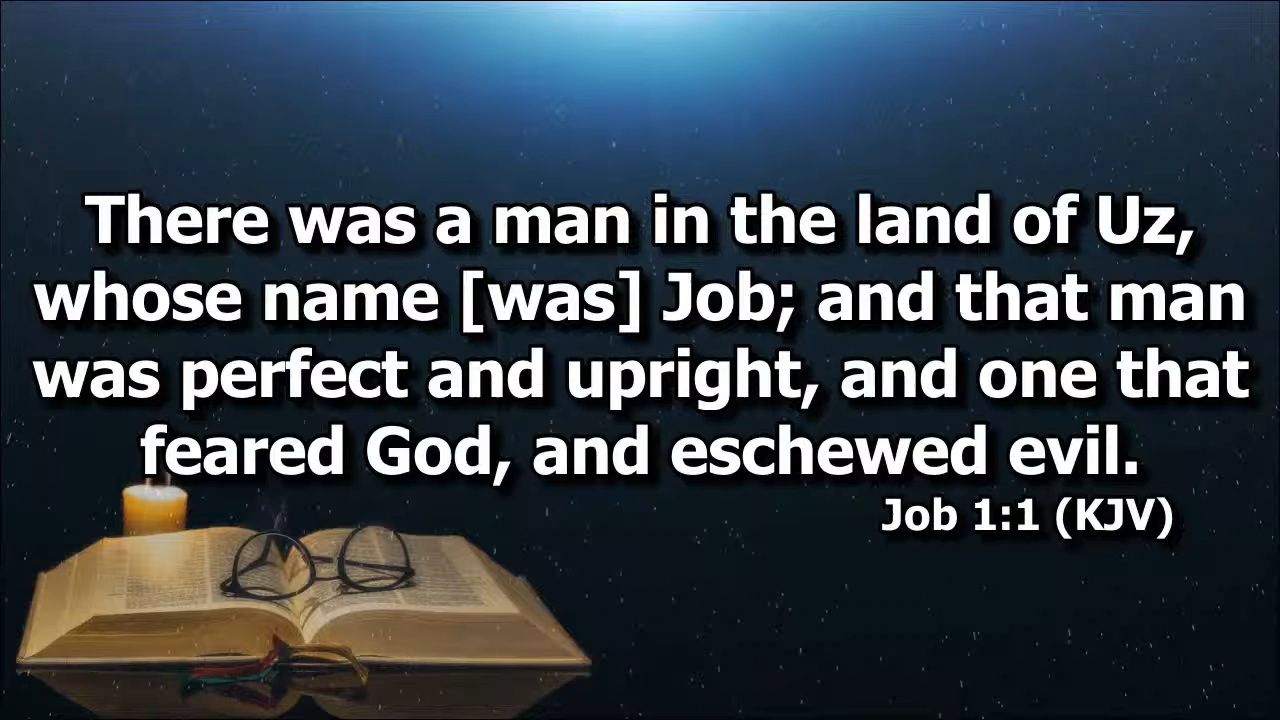 There was a man in the land of Uz,
whose name [was] Job; and that man
was perfect and upright, and one that
feared God, and eschewed evil.
Job 1:1 (KJV)